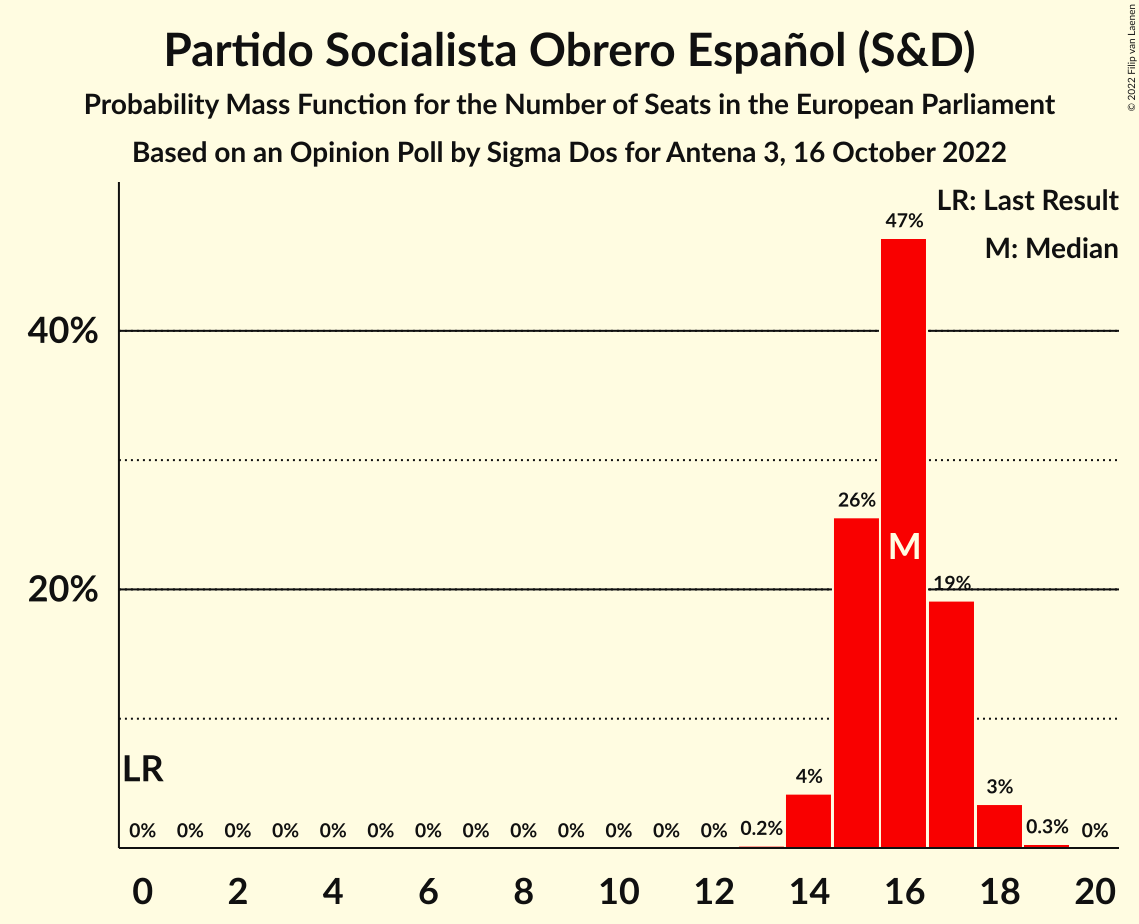 Partido Socialista Obrero Español (S&D)
Probability Mass Function for the Number of Seats in the European Parliament
Based on an Opinion Poll by Sigma Dos for Antena 3, 16 October 2022
© 2022 Filip van Laenen
LR: Last Result
M: Median
40%
20%
47%
26%
M
19%
LR
4%
3%
0% 0% 0% 0% 0% 0% 0% 0% 0% 0% 0% 0% 0% 0.2% 0.3% 0%
0 2 4 6 8 10 12 14 16 18 20